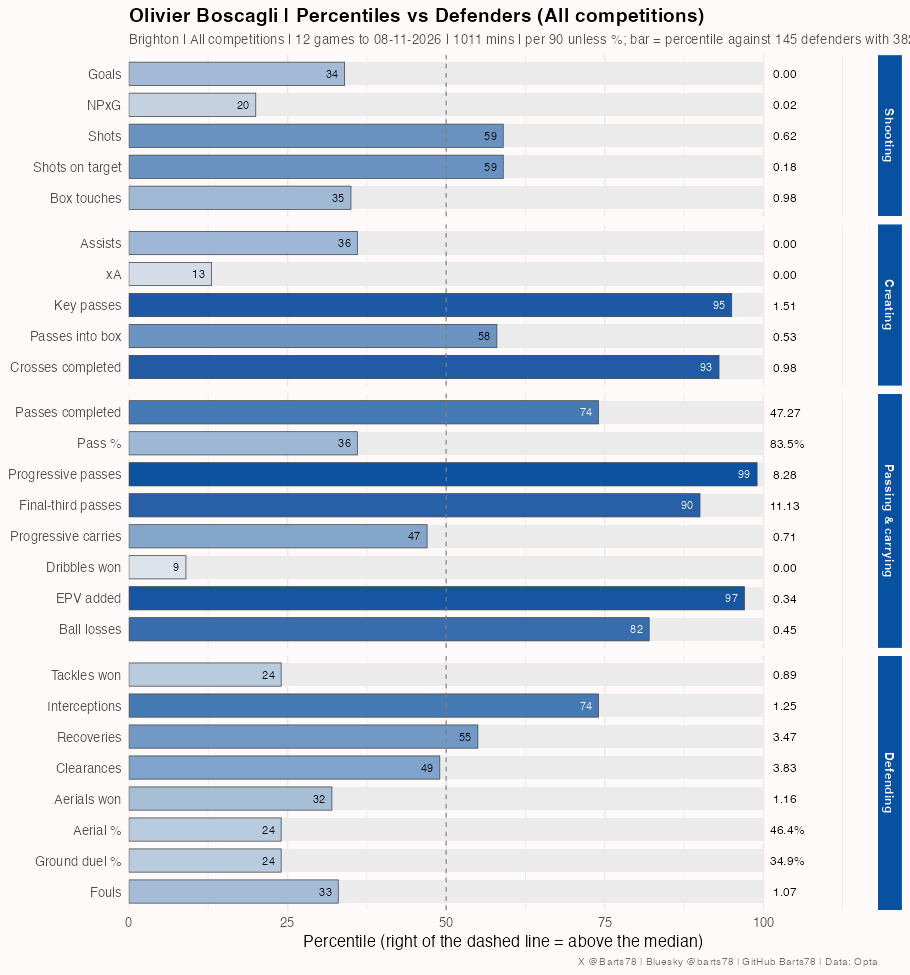 Olivier Boscagli | Percentiles vs Defenders (All competitions)
Brighton | All competitions | 12 games to 08-11-2026 | 1011 mins | per 90 unless %; bar = percentile against 145 defenders with 382
Shooting
Goals 34 0.00
NPxG 20 0.02
Shots 59 0.62
Shots on target 59 0.18
Box touches 35 0.98
Creating
Assists 36 0.00
xA 13 0.00
Key passes 95 1.51
Passes into box 58 0.53
Crosses completed 93 0.98
Passing & carrying
Passes completed 74 47.27
Pass % 36 83.5%
Progressive passes 99 8.28
Final-third passes 90 11.13
Progressive carries 47 0.71
Dribbles won 9 0.00
EPV added 97 0.34
Ball losses 82 0.45
Defending
Tackles won 24 0.89
Interceptions 74 1.25
Recoveries 55 3.47
Clearances 49 3.83
Aerials won 32 1.16
Aerial % 24 46.4%
Ground duel % 24 34.9%
Fouls 33 1.07
0 25 50 75 100
Percentile (right of the dashed line = above the median)
X @Barts78 | Bluesky @barts78 | GitHub Barts78 | Data: Opta